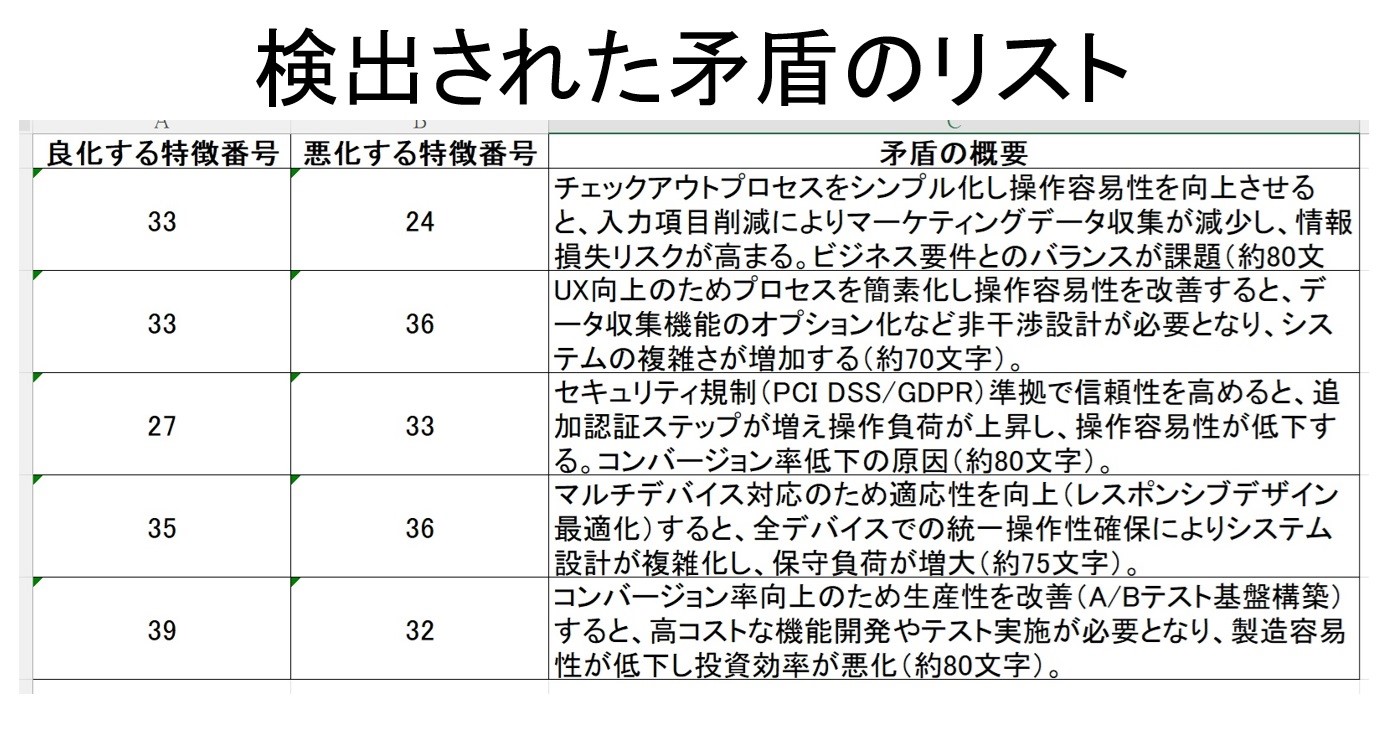 検出された矛盾のリスト
A B C
良化する特徴番号 悪化する特徴番号 矛盾の概要
33 24
チェックアウトプロセスをシンプル化し操作容易性を向上させる
と、入力項目削減によりマーケティングデータ収集が減少し、情報
損失リスクが高まる。ビジネス要件とのバランスが課題（約80文
33 36
UX向上のためプロセスを簡素化し操作容易性を改善すると、デ
ータ収集機能のオプション化など非干渉設計が必要となり、シス
テムの複雑さが増加する（約70文字）。
27 33
セキュリティ規制（PCI DSS/GDPR）準拠で信頼性を高めると、追
加認証ステップが増え操作負荷が上昇し、操作容易性が低下す
る。コンバージョン率低下の原因（約80文字）。
35 36
マルチデバイス対応のため適応性を向上（レスポンシブデザイン
最適化）すると、全デバイスでの統一操作性確保によりシステム
設計が複雑化し、保守負荷が増大（約75文字）。
39 32
コンバージョン率向上のため生産性を改善（A/Bテスト基盤構築）
すると、高コストな機能開発やテスト実施が必要となり、製造容易
性が低下し投資効率が悪化（約80文字）。